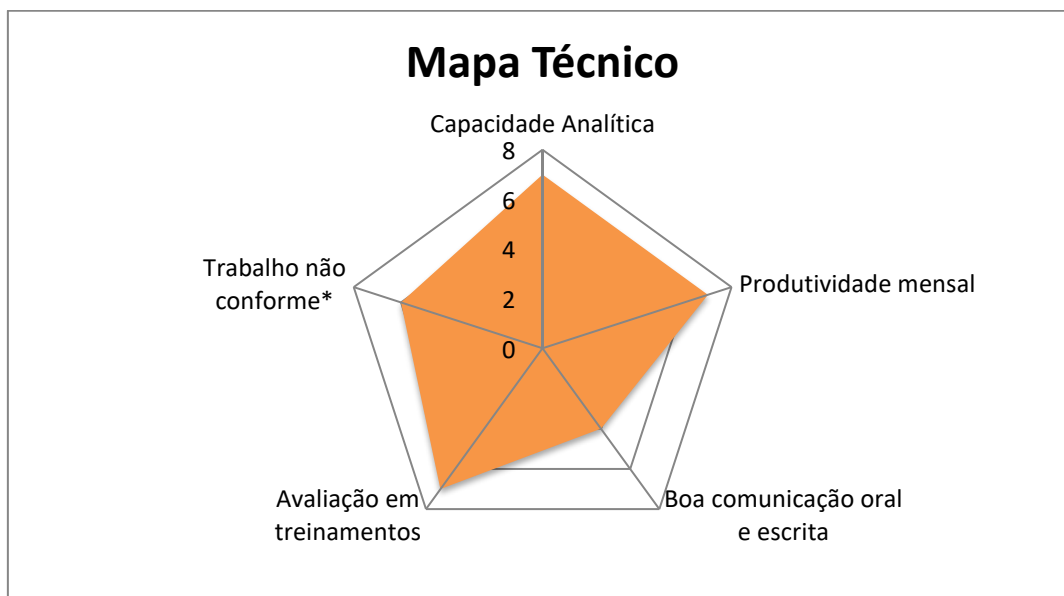 Mapa Técnico
Capacidade Analítica
8
6
4
2
0
Produtividade mensal
Boa comunicação oral
e escrita
Avaliação em
treinamentos
Trabalho não
conforme*